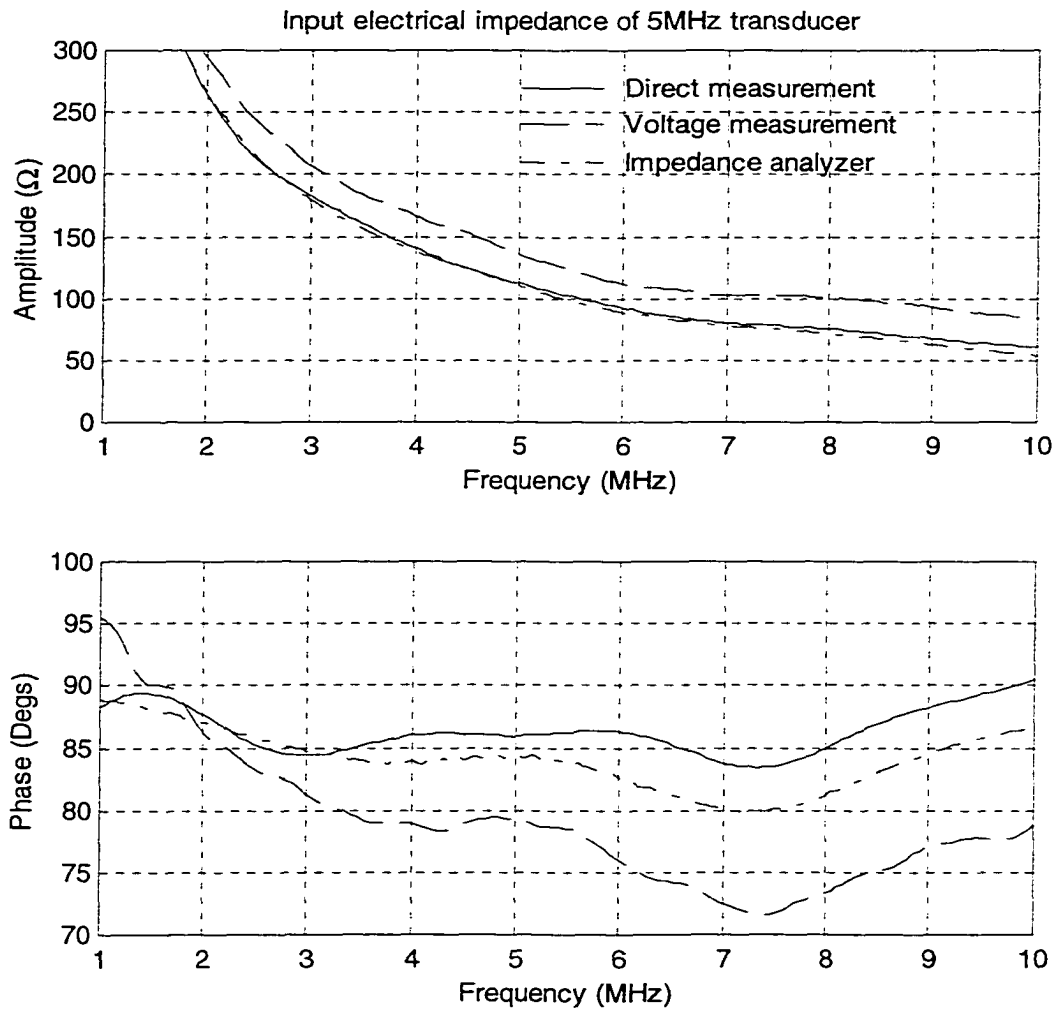 Input electrical impedance of 5MHz transducer
300
250
200
150
100
50
0
Amplitude (Ω)
Direct measurement
Voltage measurement
Impedance analyzer
1 2 3 4 5 6 7 8 9 10
Frequency (MHz)
100
95
90
85
80
75
70
Phase (Degs)
1 2 3 4 5 6 7 8 9 10
Frequency (MHz)